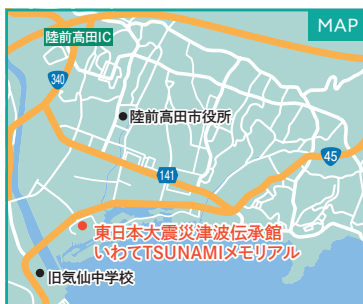 MAP
陸前高田IC
340
陸前高田市役所
45
141
東日本大震災津波伝承館
いわてTSUNAMIメモリアル
旧気仙中学校